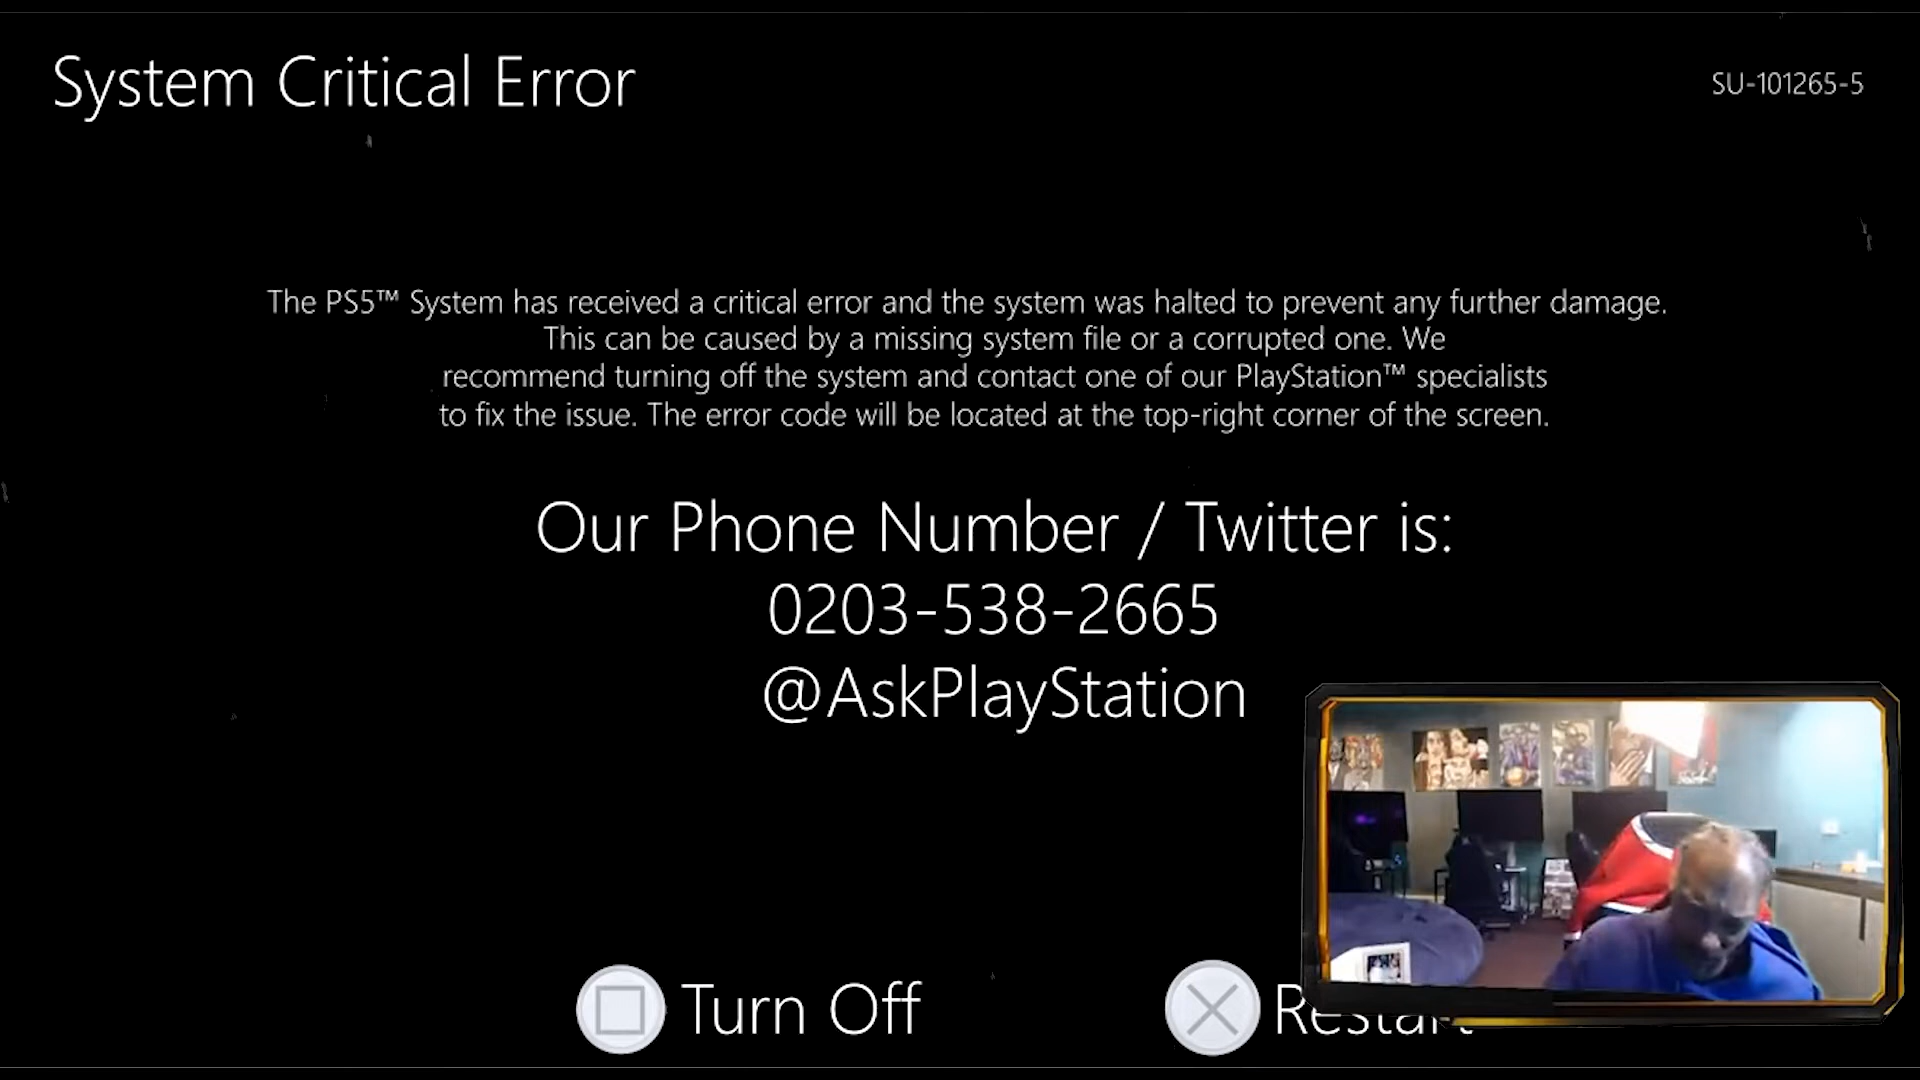 System Critical Error
SU-101265-5
The PS5™ System has received a critical error and the system was halted to prevent any further damage.
This can be caused by a missing system file or a corrupted one. We
recommend turning off the system and contact one of our PlayStation™ specialists
to fix the issue. The error code will be located at the top-right corner of the screen.
Our Phone Number / Twitter is:
0203-538-2665
@AskPlayStation
Turn Off
Restart